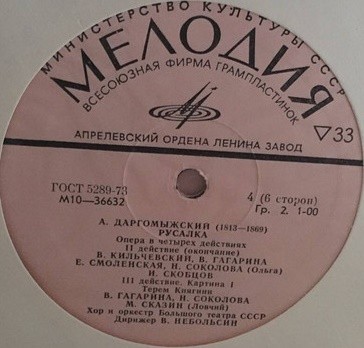 МИНИСТЕРСТВО КУЛЬТУРЫ СССР
МЕЛОДИЯ
ВСЕСОЮЗНАЯ ФИРМА ГРАМПЛАСТИНОК
▽33
АПРЕЛЕВСКИЙ ОРДЕНА ЛЕНИНА ЗАВОД
ГОСТ 5289-73
М10—36632
4 (6 сторон)
Гр. 2. 1-00
А. ДАРГОМЫЖСКИЙ (1813—1869)
РУСАЛКА
Опера в четырех действиях
II действие (окончание)
В. КИЛЬЧЕВСКИЙ, В. ГАГАРИНА
Е. СМОЛЕНСКАЯ, Н. СОКОЛОВА (Ольга)
И. СКОБЦОВ
III действие. Картина 1
Терем Княгини
В. ГАГАРИНА, Н. СОКОЛОВА
М. СКАЗИН (Ловчий)
Хор и оркестр Большого театра СССР
Дирижер В. НЕБОЛЬСИН